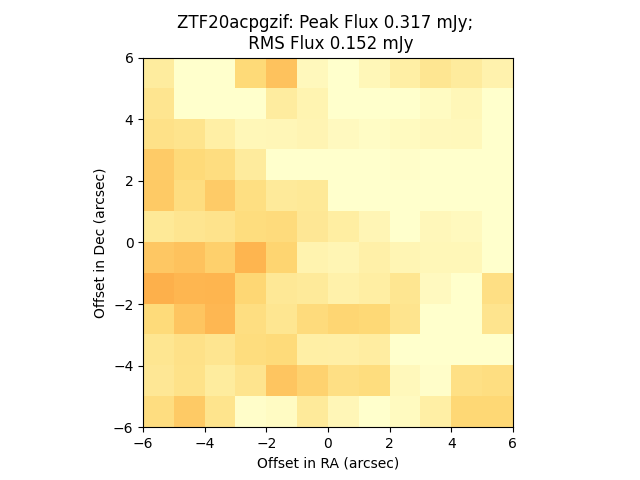 ZTF20acpgzif: Peak Flux 0.317 mJy;
RMS Flux 0.152 mJy
6
4
2
0
−2
−4
−6
Offset in Dec (arcsec)
−6 −4 −2 0 2 4 6
Offset in RA (arcsec)